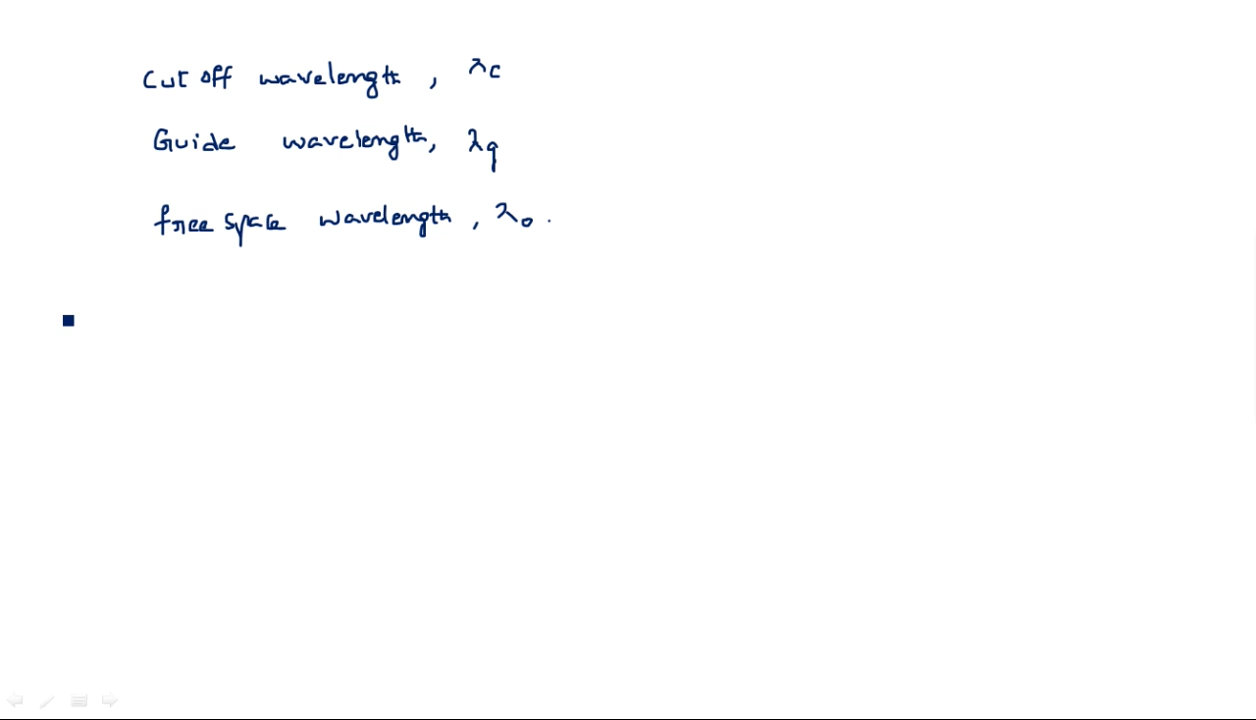 Cut off wavelength, λc
Guide wavelength, λg
free space wavelength, λo.